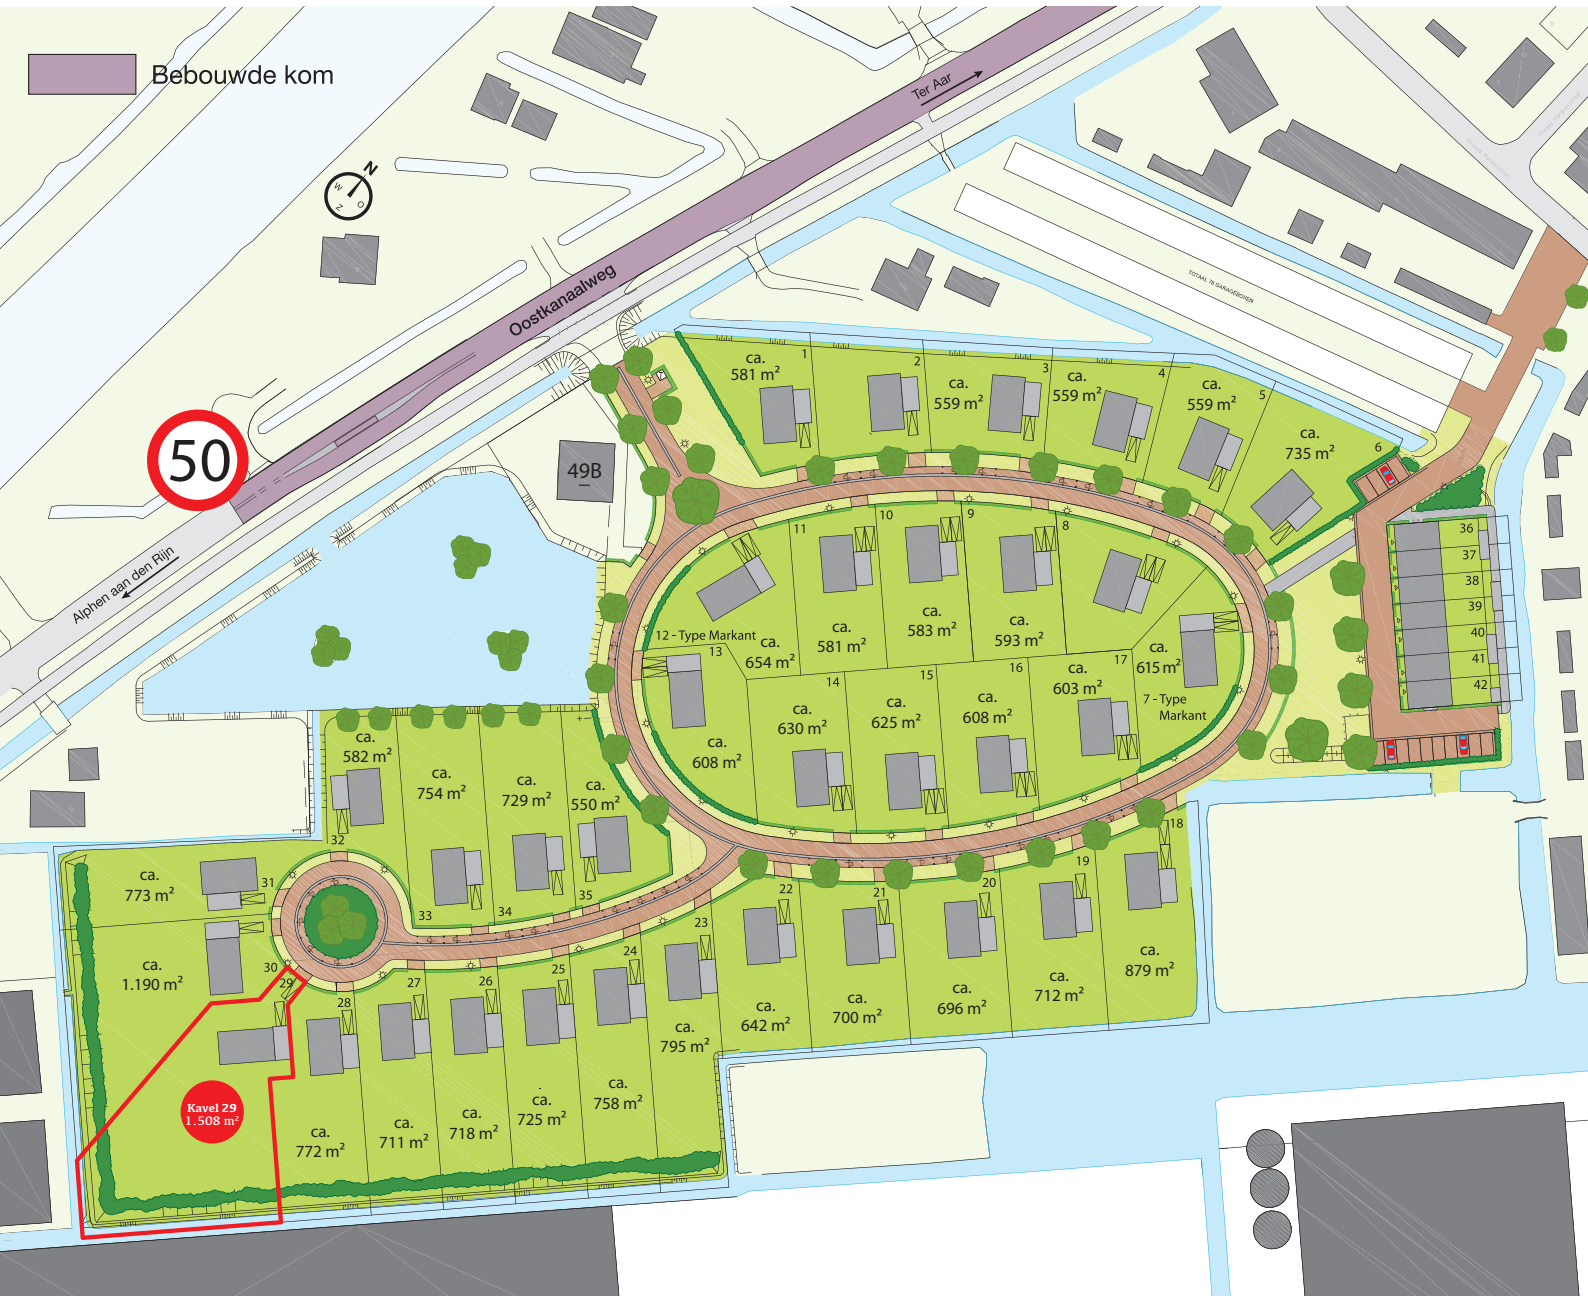 Bebouwde kom
Ter Aar
N
W
O
Z
Oostkanaalweg
TOTAAL 78 GARAGEBOXEN
50
Alphen aan den Rijn
49B
ca.
581 m²
1
2
ca.
559 m²
3
ca.
559 m²
4
ca.
559 m²
5
ca.
735 m²
6
11
10
9
8
12 - Type Markant
ca.
654 m²
ca.
581 m²
ca.
583 m²
ca.
593 m²
ca.
615 m²
7 - Type
Markant
13
ca.
608 m²
14
ca.
630 m²
15
ca.
625 m²
16
ca.
608 m²
17
ca.
603 m²
36
37
38
39
40
41
42
ca.
582 m²
32
ca.
754 m²
33
ca.
729 m²
34
ca.
550 m²
35
18
ca.
879 m²
19
ca.
712 m²
20
ca.
696 m²
21
ca.
700 m²
22
ca.
642 m²
23
ca.
795 m²
24
ca.
758 m²
25
ca.
725 m²
26
ca.
718 m²
27
ca.
711 m²
28
ca.
772 m²
29
Kavel 29
1.508 m²
30
ca.
1.190 m²
31
ca.
773 m²